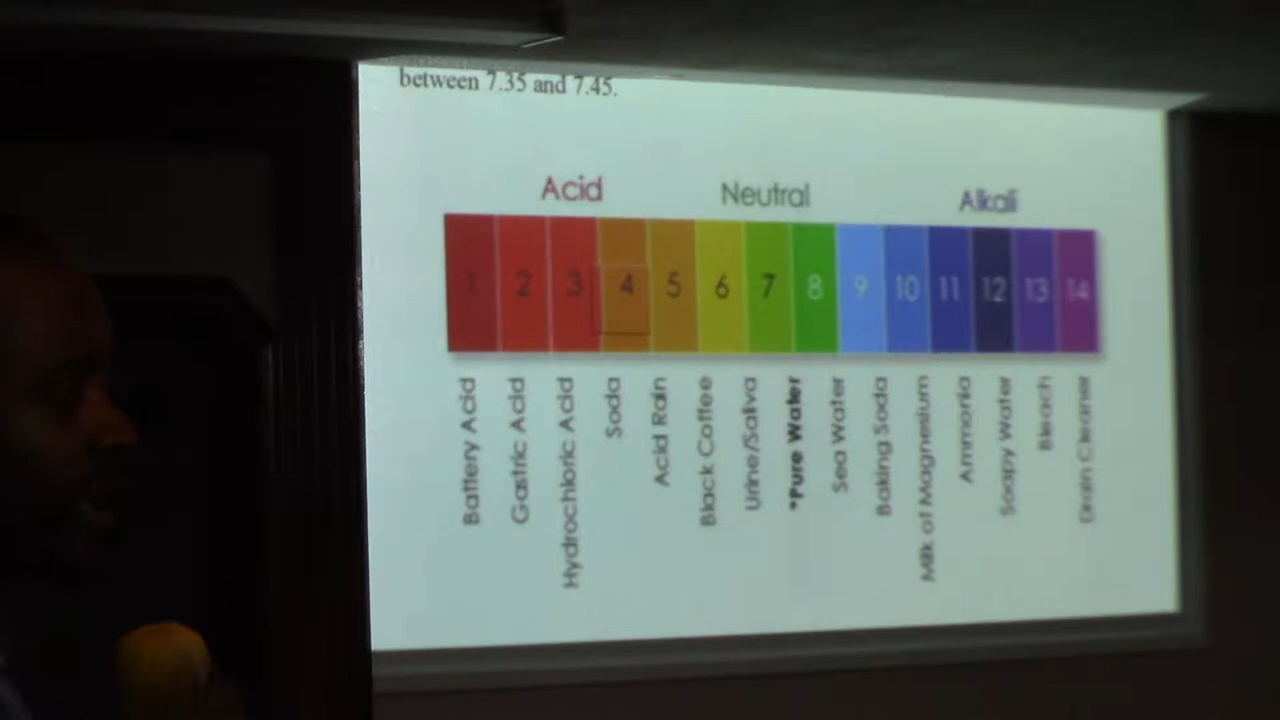 between 7.35 and 7.45.
Acid Neutral Alkali
1 2 3 4 5 6 7 8 9 10 11 12 13 14
Battery Acid
Gastric Acid
Hydrochloric Acid
Soda
Acid Rain
Black Coffee
Urine/Saliva
*Pure Water
Sea Water
Baking Soda
Milk of Magnesium
Ammonia
Soapy Water
Bleach
Drain Cleaner